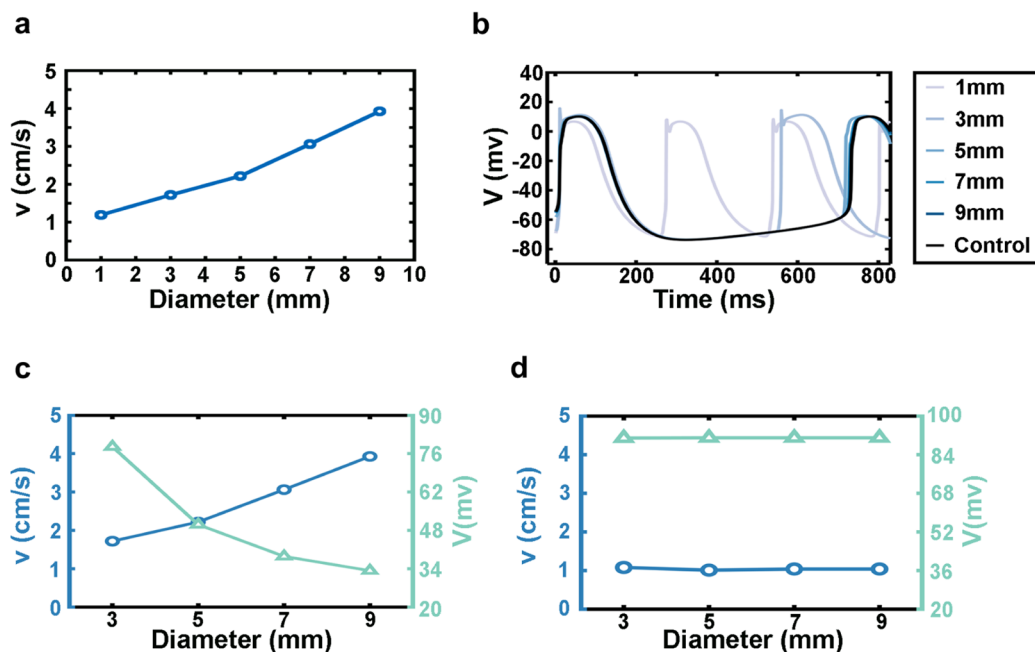 a
5
4
3
2
1
0
v (cm/s)
0 1 2 3 4 5 6 7 8 9 10
Diameter (mm)
b
40
20
0
-20
-40
-60
-80
V (mv)
0 200 400 600 800
Time (ms)
1mm
3mm
5mm
7mm
9mm
Control
c
5
4
3
2
1
0
v (cm/s)
90
76
62
48
34
20
V(mv)
3 5 7 9
Diameter (mm)
d
5
4
3
2
1
0
v (cm/s)
100
84
68
52
36
20
V(mv)
3 5 7 9
Diameter (mm)